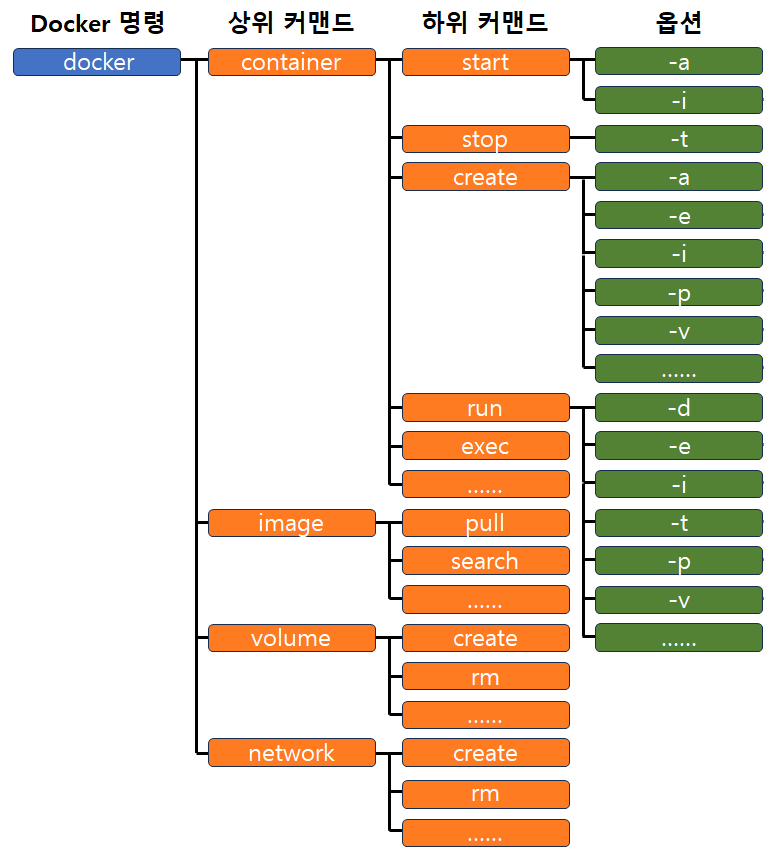 Docker 명령 상위 커맨드 하위 커맨드 옵션
docker container start -a
-i
stop -t
create -a
-e
-i
-p
-v
......
run -d
exec -e
...... -i
image pull -t
search -p
...... -v
volume create ......
rm
......
network create
rm
......